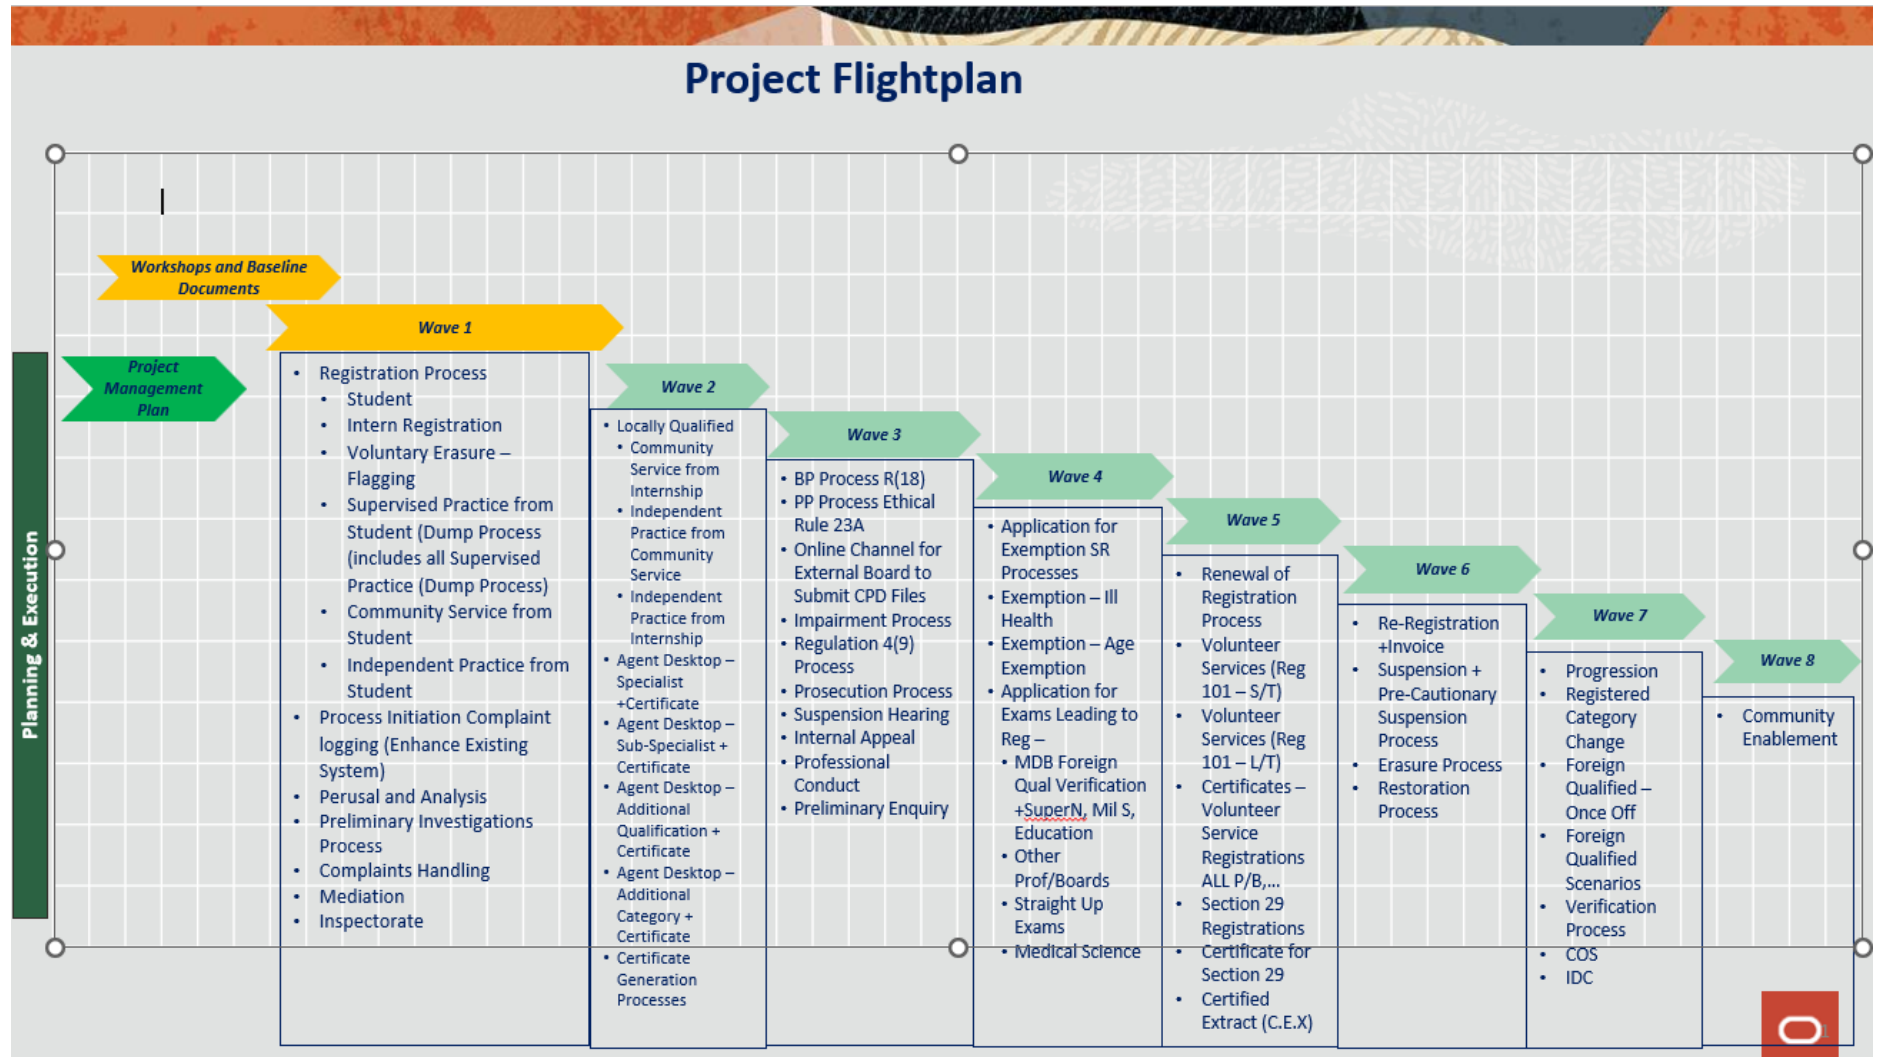 Project Flightplan
Workshops and Baseline
Documents
Wave 1
Project
Management
Plan
Planning & Execution
• Registration Process
• Student
• Intern Registration
• Voluntary Erasure –
Flagging
• Supervised Practice from
Student (Dump Process
(includes all Supervised
Practice (Dump Process)
• Community Service from
Student
• Independent Practice from
Student
• Process Initiation Complaint
logging (Enhance Existing
System)
• Perusal and Analysis
• Preliminary Investigations
Process
• Complaints Handling
• Mediation
• Inspectorate
Wave 2
• Locally Qualified
• Community
Service from
Internship
• Independent
Practice from
Community
Service
• Independent
Practice from
Internship
• Agent Desktop –
Specialist
+Certificate
• Agent Desktop –
Sub-Specialist +
Certificate
• Agent Desktop –
Additional
Qualification +
Certificate
• Agent Desktop –
Additional
Category +
Certificate
• Certificate
Generation
Processes
Wave 3
• BP Process R(18)
• PP Process Ethical
Rule 23A
• Online Channel for
External Board to
Submit CPD Files
• Impairment Process
• Regulation 4(9)
Process
• Prosecution Process
• Suspension Hearing
• Internal Appeal
• Professional
Conduct
• Preliminary Enquiry
Wave 4
• Application for
Exemption SR
Processes
• Exemption – Ill
Health
• Exemption – Age
Exemption
• Application for
Exams Leading to
Reg –
• MDB Foreign
Qual Verification
+SuperN, Mil S,
Education
• Other
Prof/Boards
• Straight Up
Exams
• Medical Science
Wave 5
• Renewal of
Registration
Process
• Volunteer
Services (Reg
101 – S/T)
• Volunteer
Services (Reg
101 – L/T)
• Certificates –
Volunteer
Service
Registrations
ALL P/B,...
• Section 29
Registrations
• Certificate for
Section 29
• Certified
Extract (C.E.X)
Wave 6
• Re-Registration
+Invoice
• Suspension +
Pre-Cautionary
Suspension
Process
• Erasure Process
• Restoration
Process
Wave 7
• Progression
• Registered
Category
Change
• Foreign
Qualified –
Once Off
• Foreign
Qualified
Scenarios
• Verification
Process
• COS
• IDC
Wave 8
• Community
Enablement
1